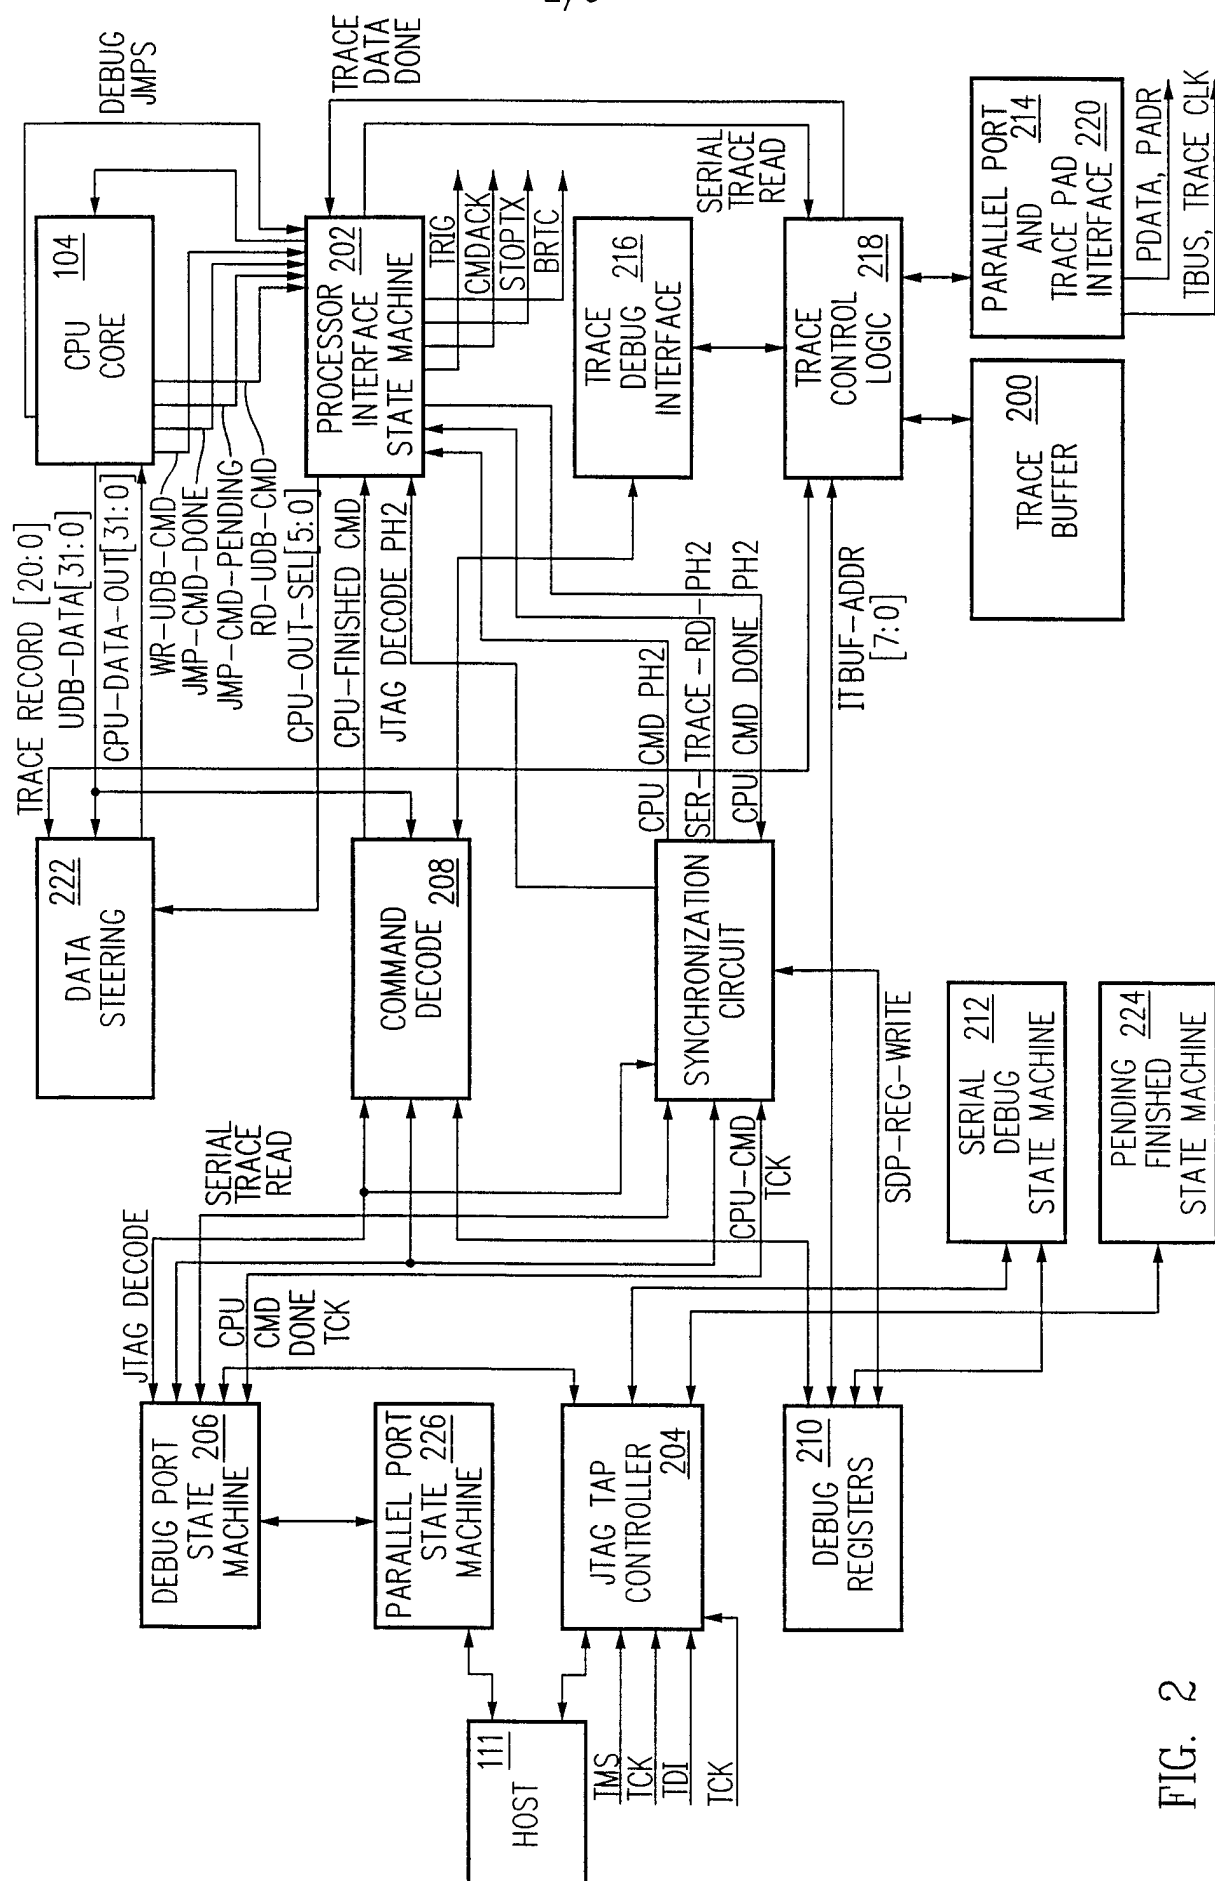 HOST
111
TMS
TCK
TDI
TCK
DEBUG PORT
STATE 206
MACHINE
PARALLEL PORT
STATE 226
MACHINE
JTAG TAP
CONTROLLER
204
DEBUG 210
REGISTERS
JTAG DECODE
CPU
CMD
DONE
TCK
SERIAL
TRACE
READ
CPU-CMD
TCK
SDP-REG-WRITE
SERIAL 212
DEBUG
STATE MACHINE
PENDING 224
FINISHED
STATE MACHINE
DATA 222
STEERING
COMMAND
DECODE 208
SYNCHRONIZATION
CIRCUIT
TRACE RECORD [20:0]
UDB-DATA[31:0]
CPU-DATA-OUT[31:0]
WR-UDB-CMD
JMP-CMD-DONE
JMP-CMD-PENDING
RD-UDB-CMD
CPU-OUT-SEL[5:0]
CPU-FINISHED CMD
JTAG DECODE PH2
CPU CMD PH2
SER-TRACE-RD-PH2
CPU CMD DONE PH2
ITBUF-ADDR
[7:0]
CPU 104
CORE
DEBUG
JMPS
PROCESSOR
INTERFACE 202
STATE MACHINE
TRACE
DATA
DONE
TRIG
CMDACK
STOPTX
BRTC
TRACE
DEBUG 216
INTERFACE
SERIAL
TRACE
READ
TRACE
CONTROL 218
LOGIC
TRACE 200
BUFFER
PARALLEL PORT
AND 214
TRACE PAD
INTERFACE 220
PDATA, PADR
TBUS, TRACE CLK
FIG. 2